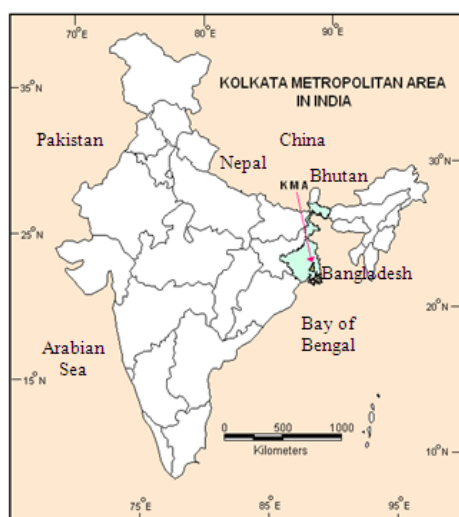 70°N
80°E
90°E
KOLKATA METROPOLITAN AREA
IN INDIA
35°N
Pakistan
China
Nepal
Bhutan
30°N
KMA
25°N
Bangladesh
20°N
Bay of
Bengal
Arabian
Sea
15°N
0 500 1000
Kilometers
10°N
75°E
85°E
95°E